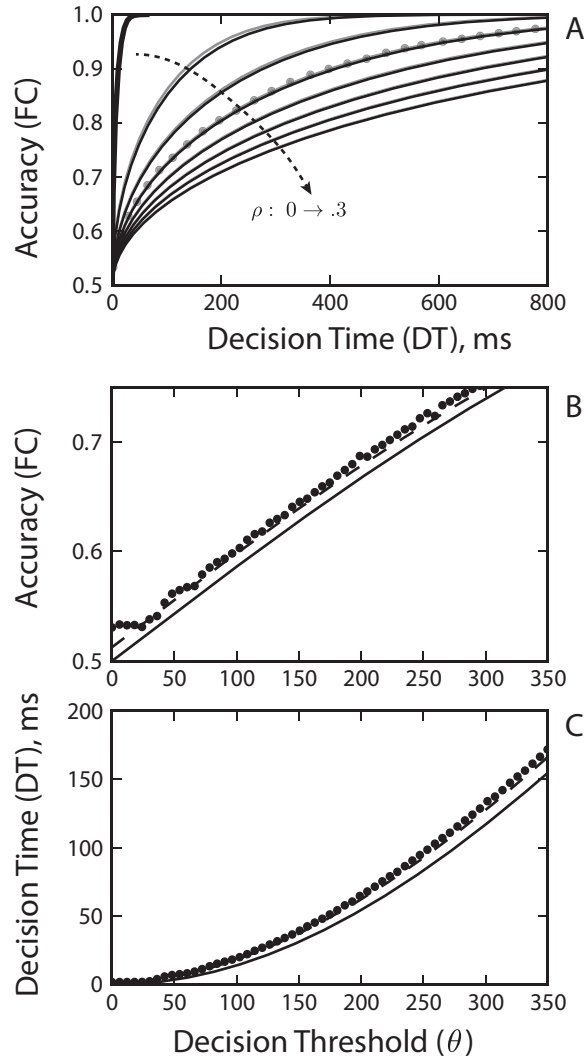 A
Accuracy (FC)
1.0
0.9
0.8
0.7
0.6
0.5
ρ : 0 → .3
0 200 400 600 800
Decision Time (DT), ms
B
Accuracy (FC)
0.7
0.6
0.5
0 50 100 150 200 250 300 350
C
Decision Time (DT), ms
200
150
100
50
0
0 50 100 150 200 250 300 350
Decision Threshold (θ)